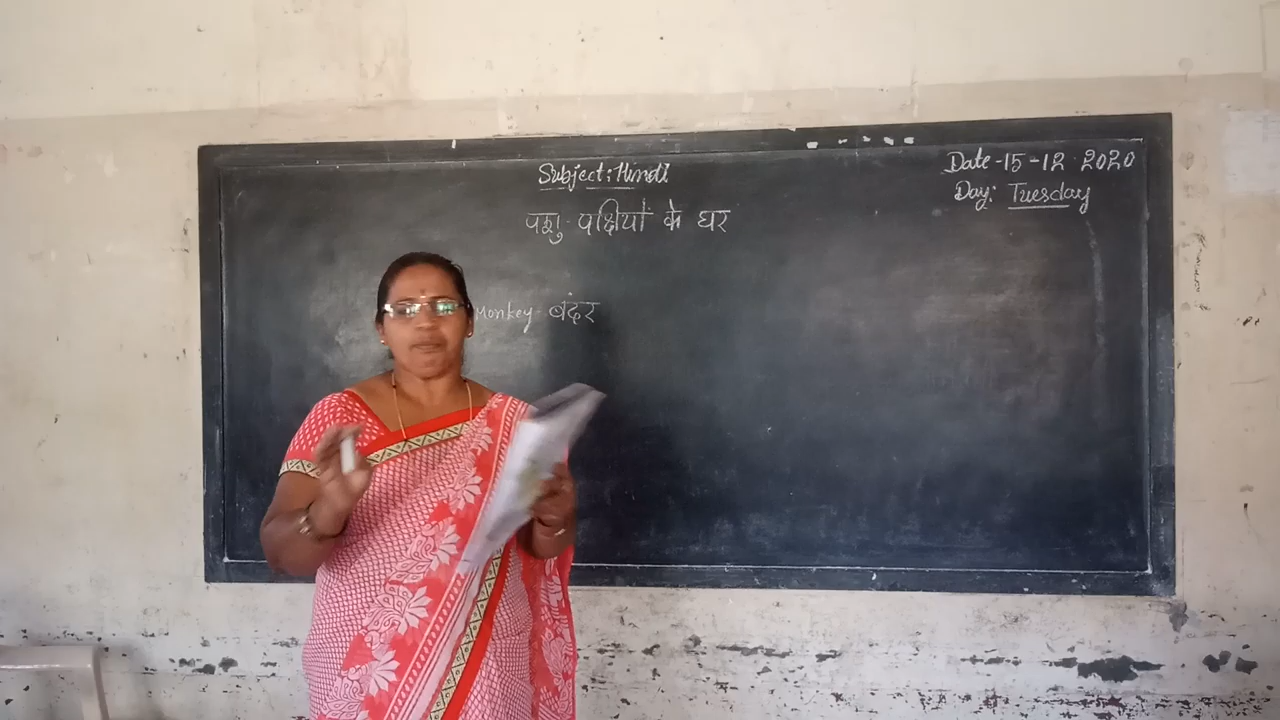 Subject: Hindi
Date -15 -12 2020
Day: Tuesday
पशु- पक्षियों के घर
Monkey - बंदर